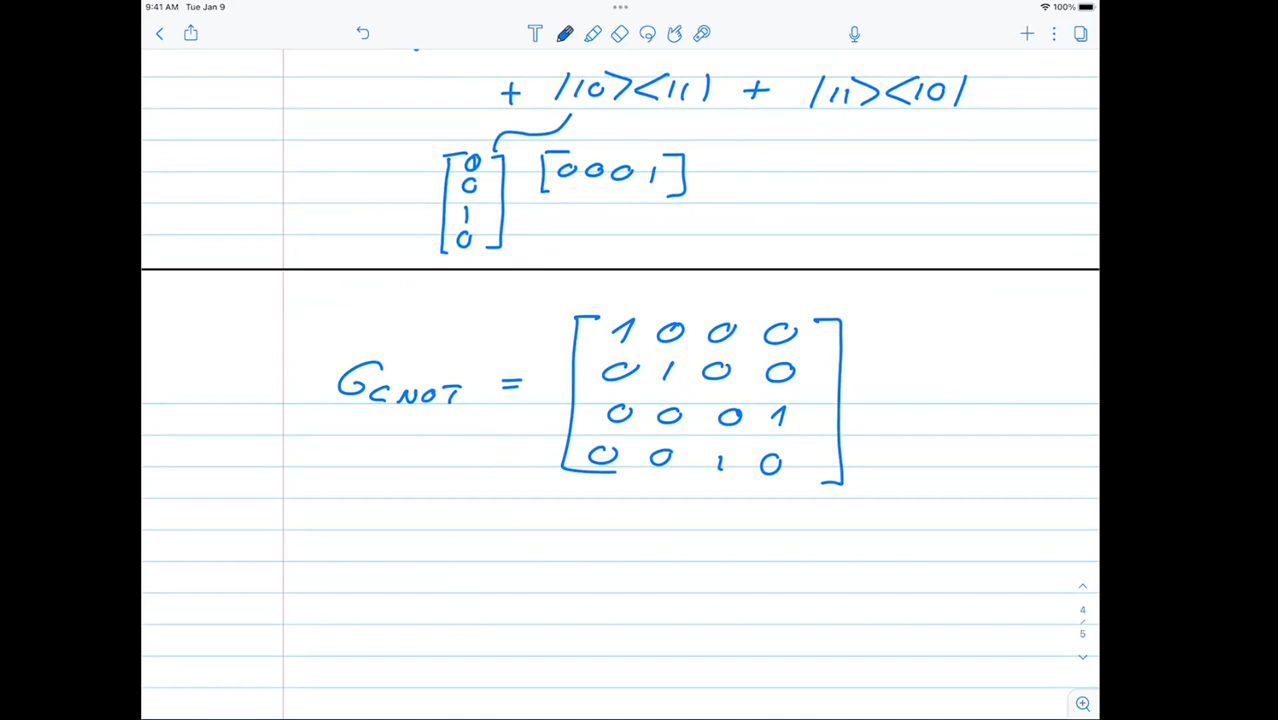 9:41 AM Tue Jan 9
100%
+ |10><11| + |11><10|
[0 0 1 0] [0 0 0 1]
G_CNOT = [1 0 0 0
0 1 0 0
0 0 0 1
0 0 1 0]
4
/
5